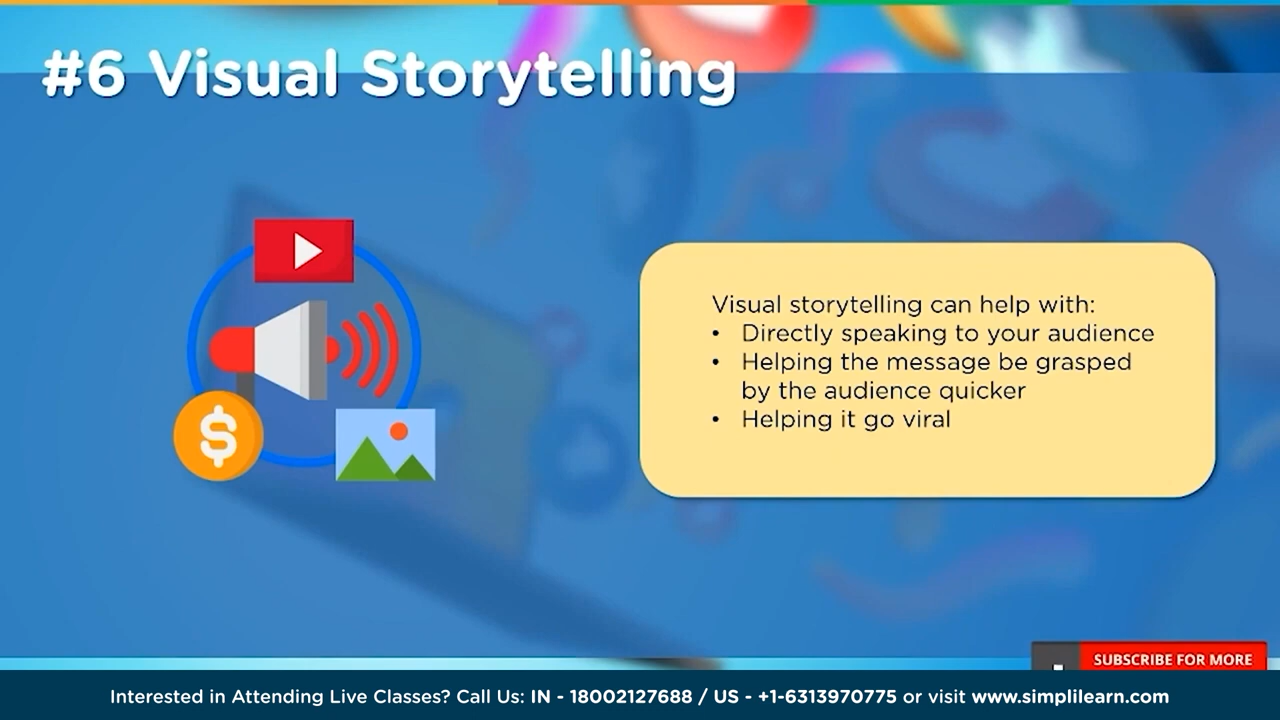 #6 Visual Storytelling
$
Visual storytelling can help with:
• Directly speaking to your audience
• Helping the message be grasped
by the audience quicker
• Helping it go viral
SUBSCRIBE FOR MORE
Interested in Attending Live Classes? Call Us: IN - 18002127688 / US - +1-6313970775 or visit www.simplilearn.com